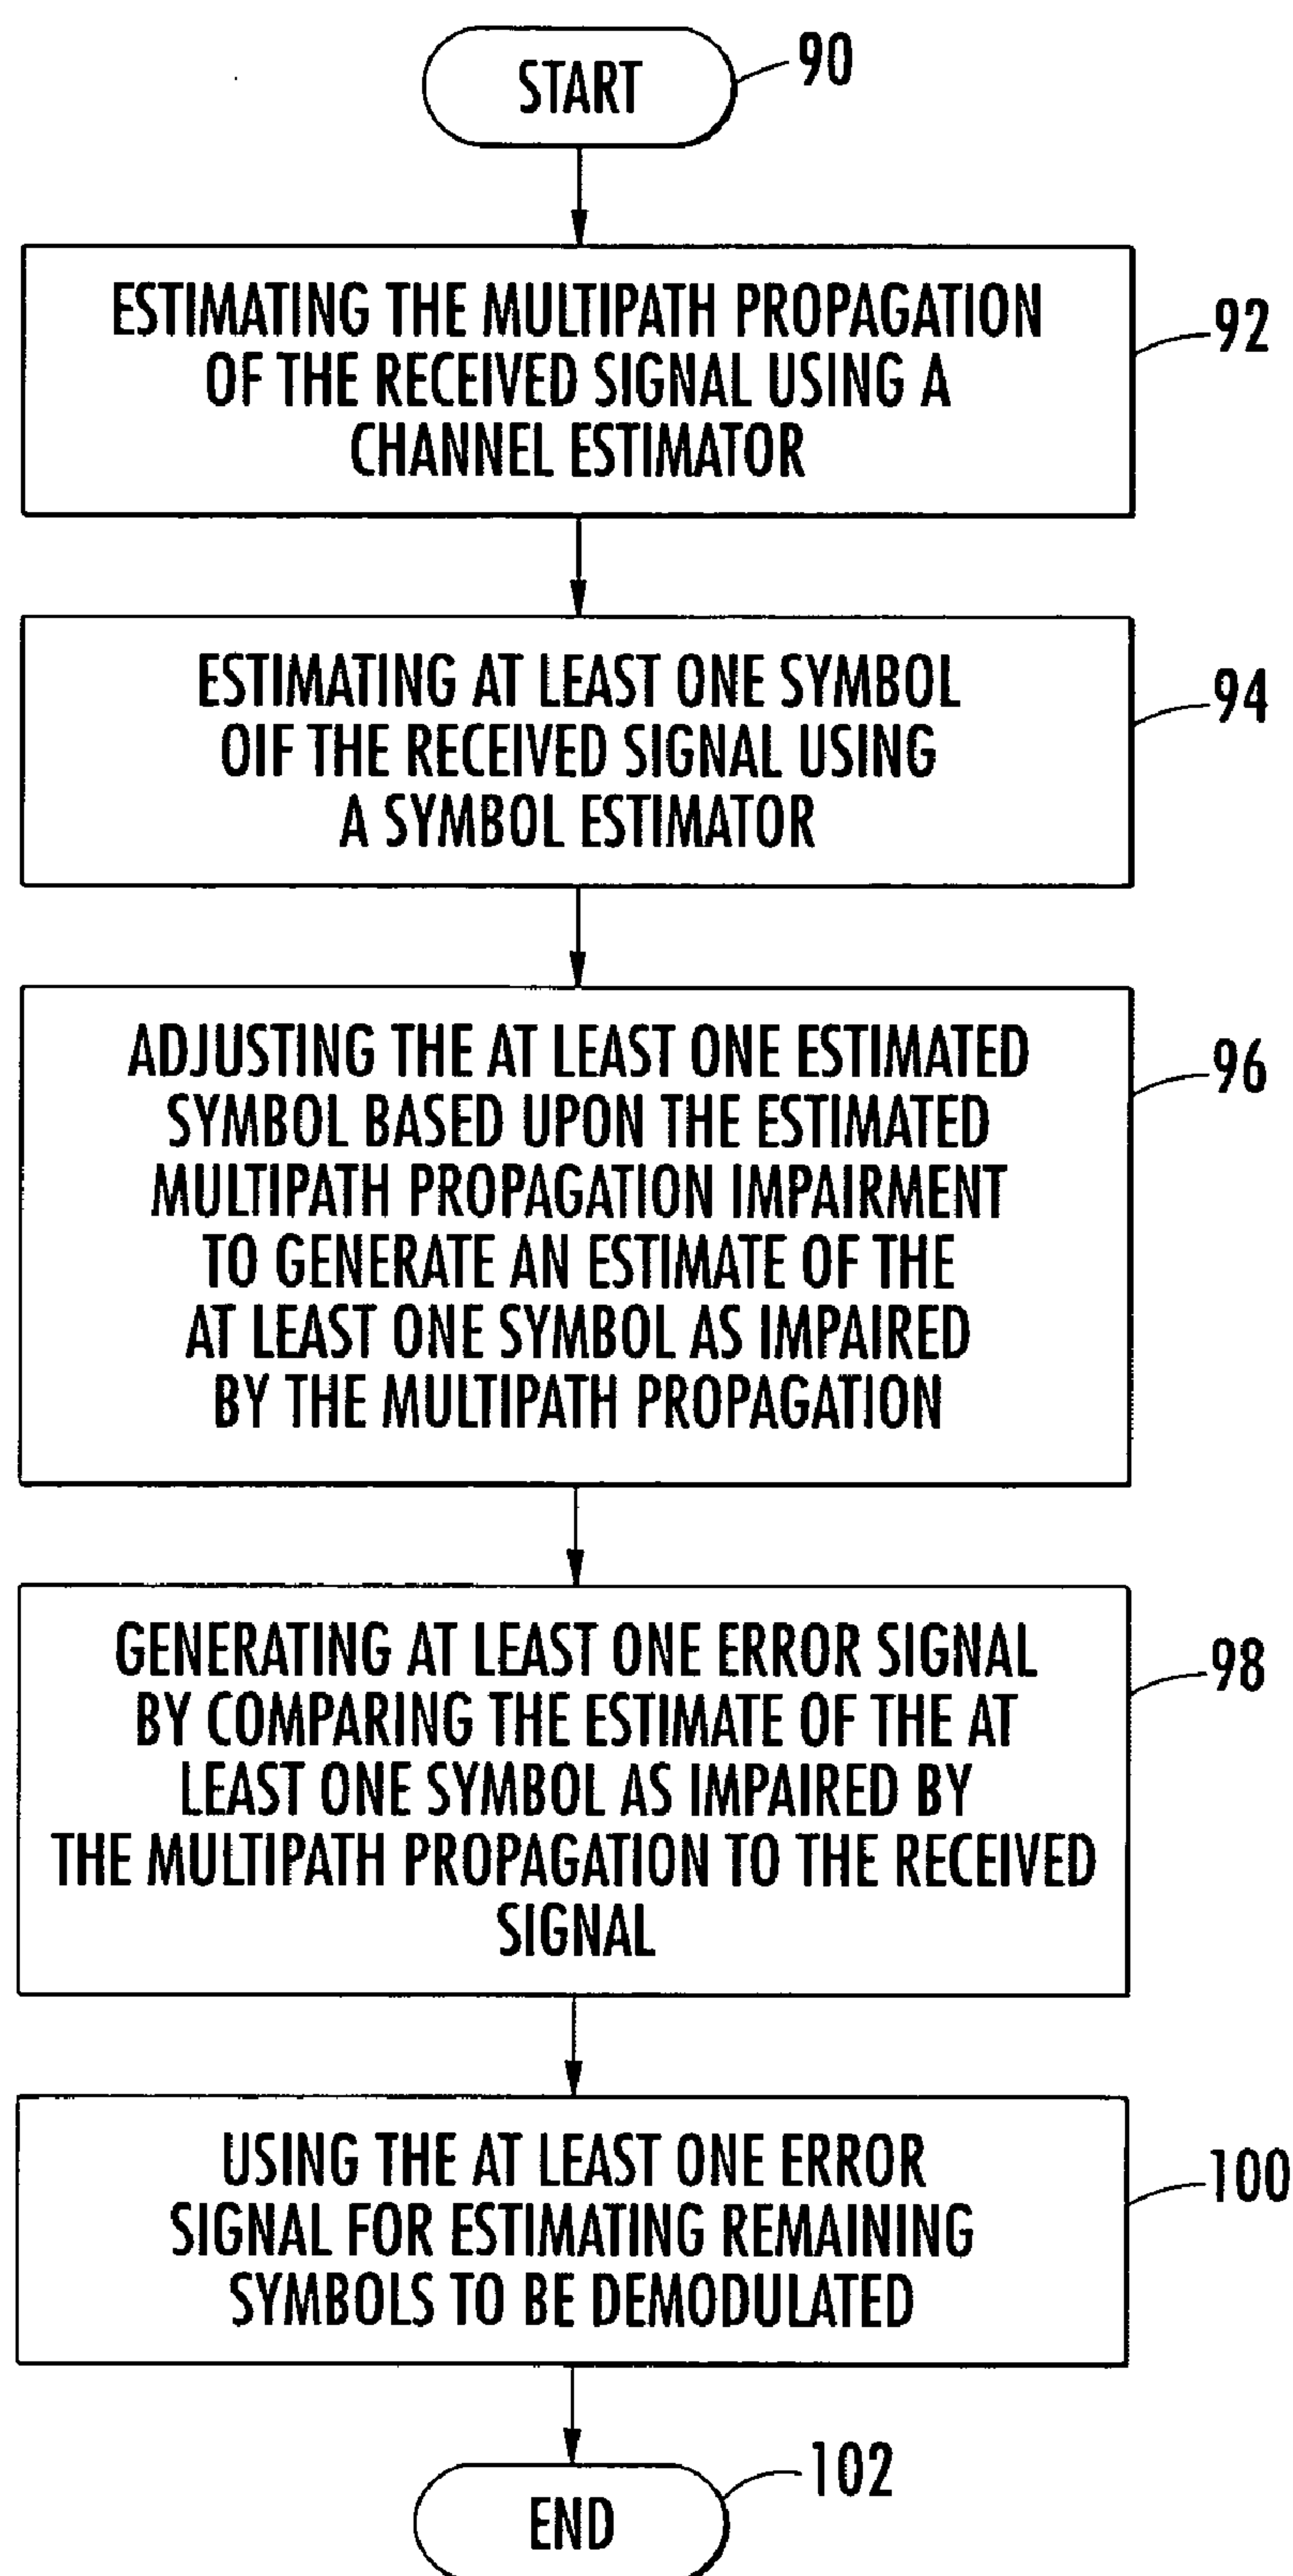 START
90
ESTIMATING THE MULTIPATH PROPAGATION
OF THE RECEIVED SIGNAL USING A
CHANNEL ESTIMATOR
92
ESTIMATING AT LEAST ONE SYMBOL
OIF THE RECEIVED SIGNAL USING
A SYMBOL ESTIMATOR
94
ADJUSTING THE AT LEAST ONE ESTIMATED
SYMBOL BASED UPON THE ESTIMATED
MULTIPATH PROPAGATION IMPAIRMENT
TO GENERATE AN ESTIMATE OF THE
AT LEAST ONE SYMBOL AS IMPAIRED
BY THE MULTIPATH PROPAGATION
96
GENERATING AT LEAST ONE ERROR SIGNAL
BY COMPARING THE ESTIMATE OF THE AT
LEAST ONE SYMBOL AS IMPAIRED BY
THE MULTIPATH PROPAGATION TO THE RECEIVED
SIGNAL
98
USING THE AT LEAST ONE ERROR
SIGNAL FOR ESTIMATING REMAINING
SYMBOLS TO BE DEMODULATED
100
END
102